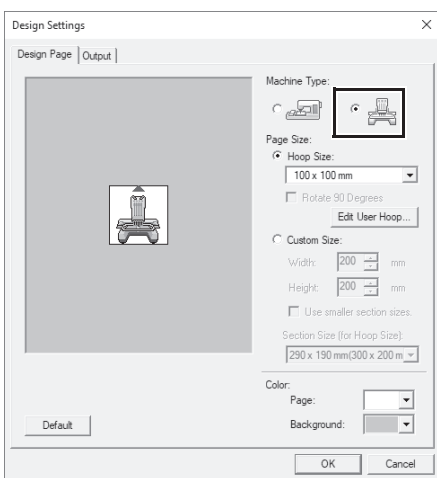 Design Settings
Design Page
Output
Machine Type:
Page Size:
Hoop Size:
100 x 100 mm
Rotate 90 Degrees
Edit User Hoop...
Custom Size:
Width: 200 mm
Height: 200 mm
Use smaller section sizes.
Section Size (for Hoop Size):
290 x 190 mm(300 x 200 m
Color:
Page:
Default
Background:
OK
Cancel